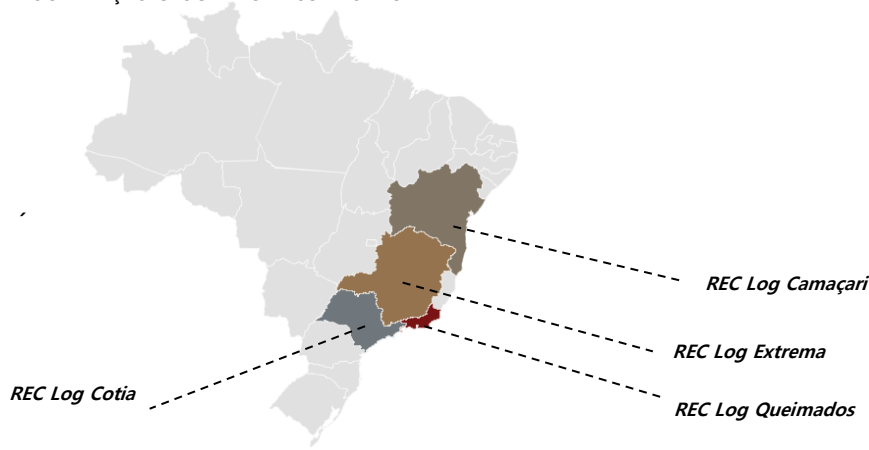 REC Log Camaçari
REC Log Extrema
REC Log Cotia
REC Log Queimados